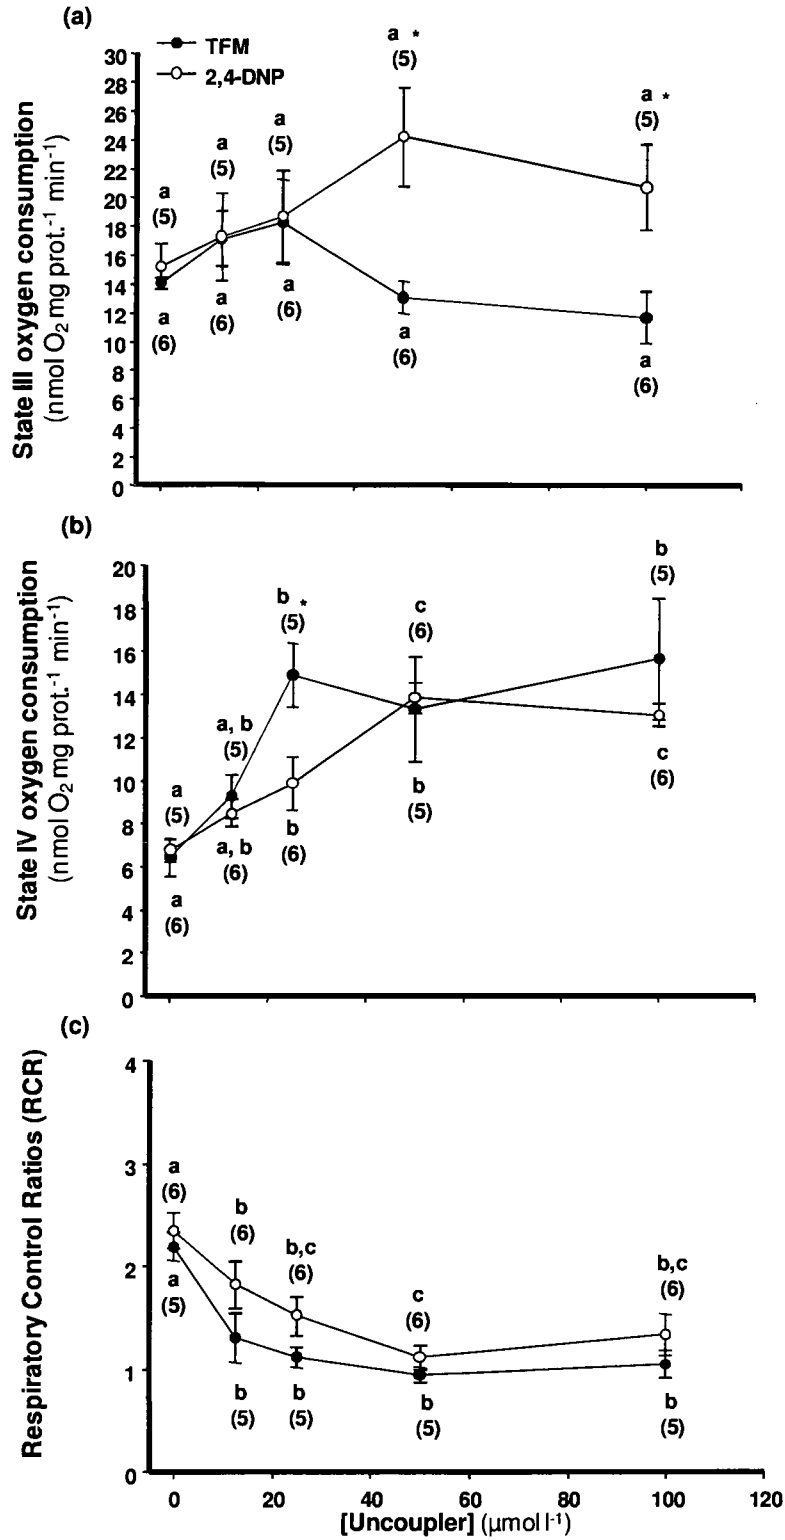 (a)
TFM
2,4-DNP
State III oxygen consumption
(nmol O2 mg prot.-1 min-1)
30
28
26
24
22
20
18
16
14
12
10
8
6
4
2
0
a
(5)
a
(5)
a
(5)
a *
(5)
a *
(5)
a
(6)
a
(6)
a
(6)
a
(6)
a
(6)
(b)
State IV oxygen consumption
(nmol O2 mg prot.-1 min-1)
20
18
16
14
12
10
8
6
4
2
0
a
(5)
a, b
(5)
b *
(5)
c
(6)
b
(5)
a
(6)
a, b
(6)
b
(6)
b
(5)
c
(6)
(c)
Respiratory Control Ratios (RCR)
4
3
2
1
0
a
(6)
b
(6)
b,c
(6)
c
(6)
b,c
(6)
a
(5)
b
(5)
b
(5)
b
(5)
b
(5)
0 20 40 60 80 100 120
[Uncoupler] (µmol l-1)